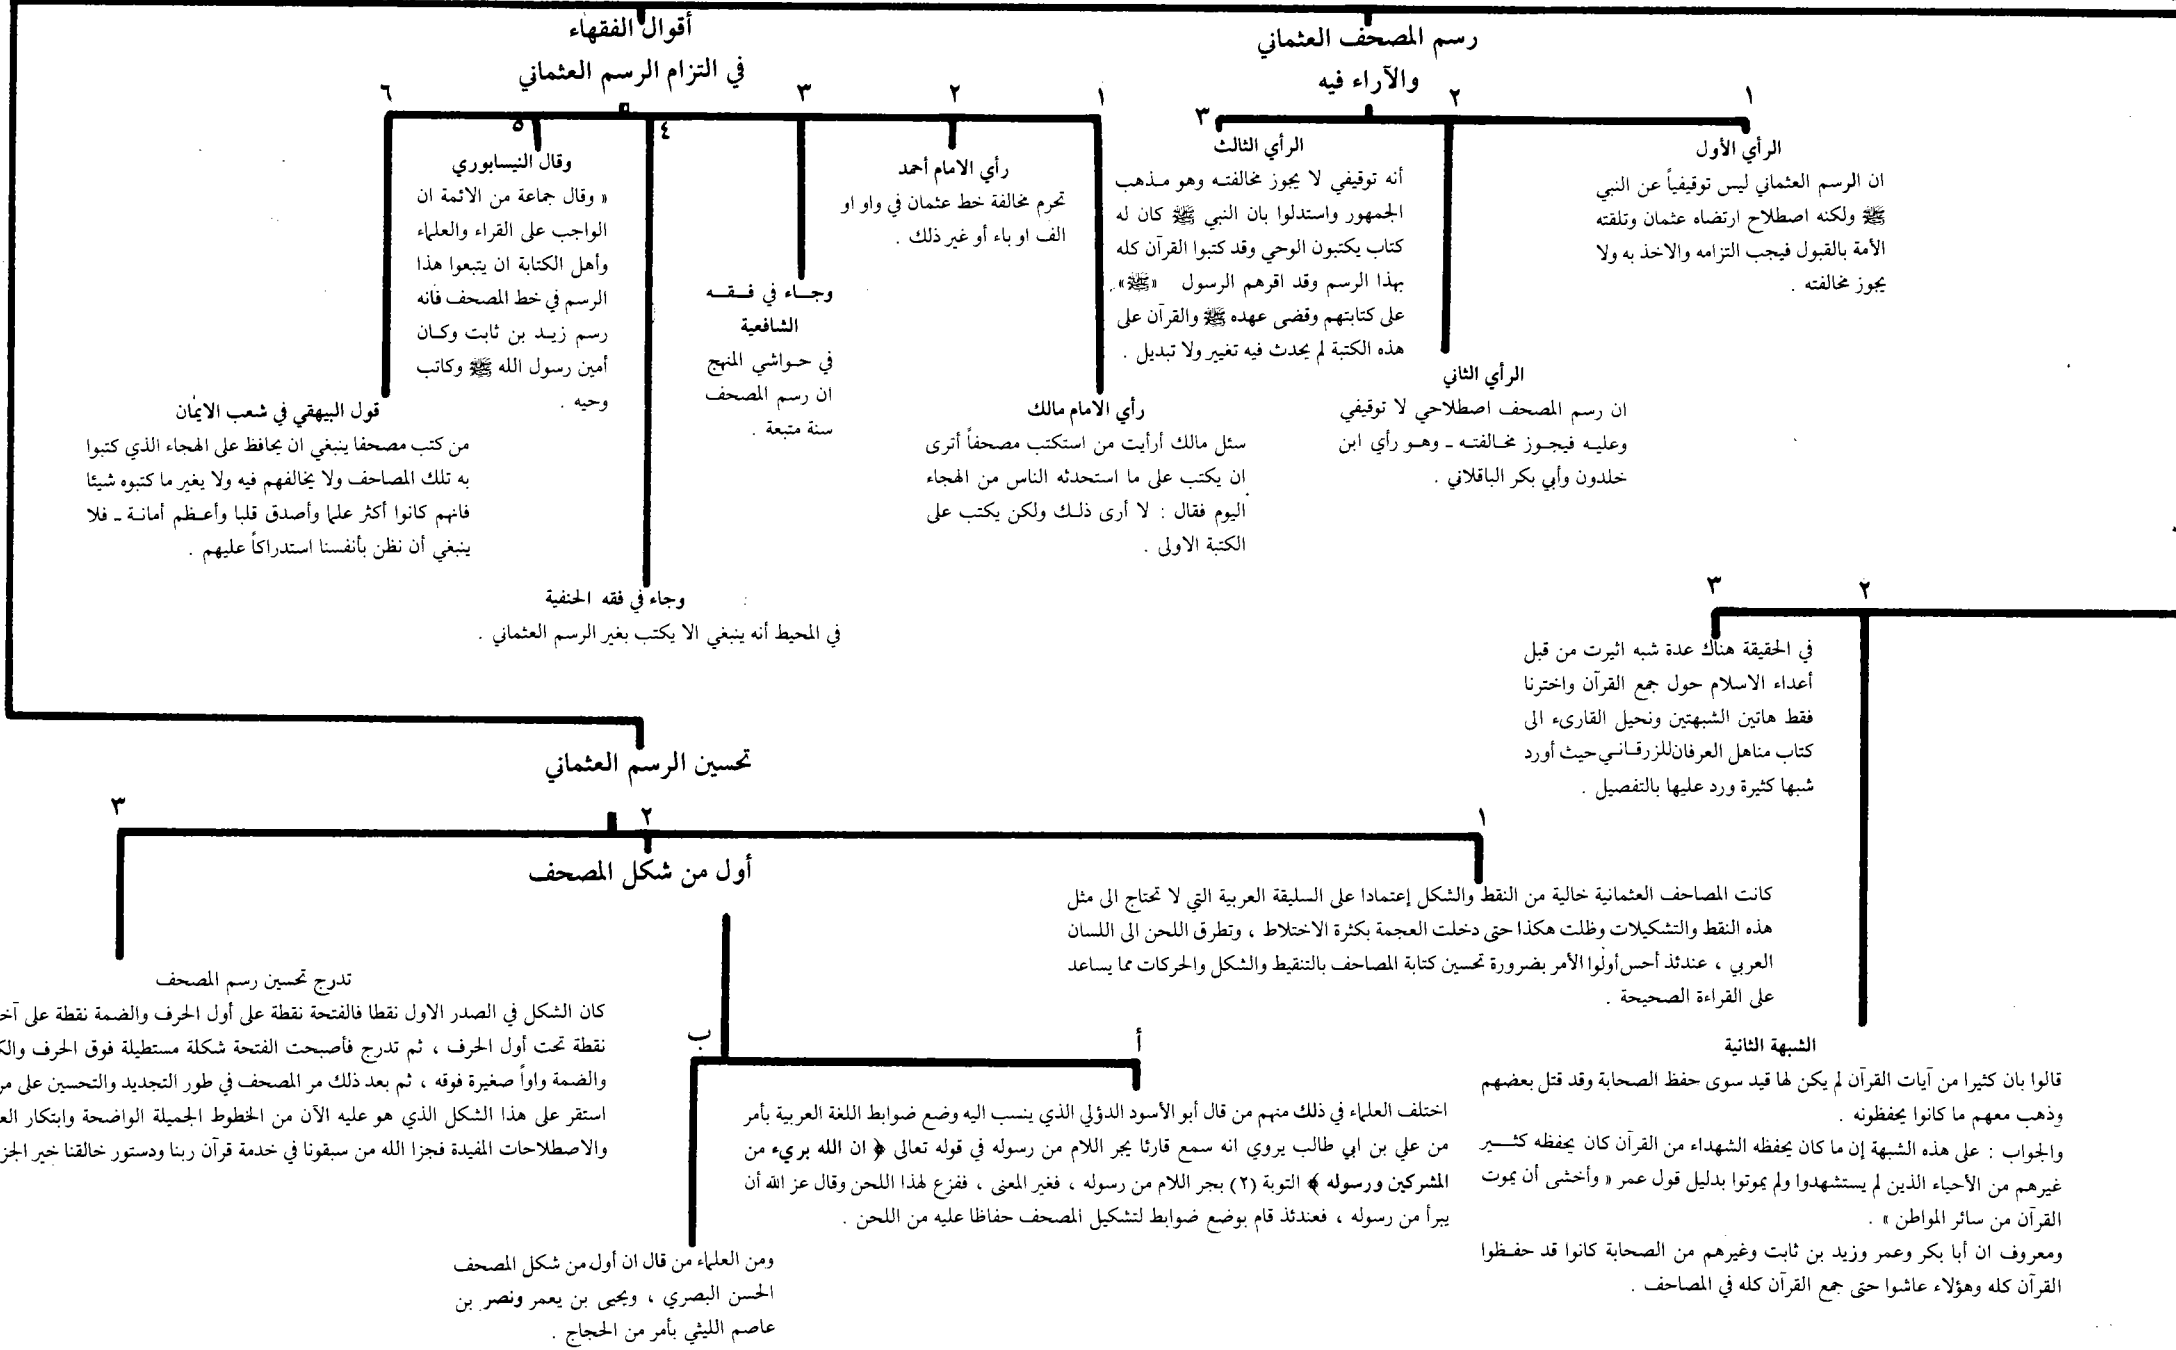 رسم المصحف العثماني
والآراء فيه
١
الرأي الأول
ان الرسم العثماني ليس توقيفياً عن النبي
ﷺ ولكنه اصطلاح ارتضاه عثمان وتلقته
الأمة بالقبول فيجب التزامه والاخذ به ولا
يجوز مخالفته .
٢
الرأي الثاني
ان رسم المصحف اصطلاحي لا توقيفي
وعليه فيجوز مخالفته ـ وهو رأي ابن
خلدون وأبي بكر الباقلاني .
٣
الرأي الثالث
أنه توقيفي لا يجوز مخالفته وهو مذهب
الجمهور واستدلوا بان النبي ﷺ كان له
كتاب يكتبون الوحي وقد كتبوا القرآن كله
بهذا الرسم وقد اقرهم الرسول «ﷺ»
على كتابتهم وقضى عهده ﷺ والقرآن على
هذه الكتبة لم يحدث فيه تغيير ولا تبديل .
أقوال الفقهاء
في التزام الرسم العثماني
١
رأي الامام مالك
سئل مالك أرأيت من استكتب مصحفاً أترى
ان يكتب على ما استحدثه الناس من الهجاء
اليوم فقال : لا أرى ذلك ولكن يكتب على
الكتبة الاولى .
٢
رأي الامام أحمد
تحرم مخالفة خط عثمان في واو او
الف او باء أو غير ذلك .
٣
وجاء في فقه
الشافعية
في حواشي المنهج
ان رسم المصحف
سنة متبعة .
٤
وجاء في فقه الحنفية
في المحيط أنه ينبغي الا يكتب بغير الرسم العثماني .
٥
وقال النيسابوري
« وقال جماعة من الائمة ان
الواجب على القراء والعلماء
وأهل الكتابة ان يتبعوا هذا
الرسم في خط المصحف فانه
رسم زيد بن ثابت وكان
أمين رسول الله ﷺ وكاتب
وحيه .
٦
قول البيهقي في شعب الايمان
من كتب مصحفا ينبغي ان يحافظ على الهجاء الذي كتبوا
به تلك المصاحف ولا يخالفهم فيه ولا يغير ما كتبوه شيئا
فانهم كانوا أكثر علما وأصدق قلبا وأعظم أمانة ـ فلا
ينبغي أن نظن بأنفسنا استدراكاً عليهم .
٢
٣
في الحقيقة هناك عدة شبه اثيرت من قبل
أعداء الاسلام حول جمع القرآن واخترنا
فقط هاتين الشبهتين ونحيل القارىء الى
كتاب مناهل العرفان للزرقاني حيث أورد
شبها كثيرة ورد عليها بالتفصيل .
الشبهة الثانية
قالوا بان كثيرا من آيات القرآن لم يكن لها قيد سوى حفظ الصحابة وقد قتل بعضهم
وذهب معهم ما كانوا يحفظونه .
والجواب : على هذه الشبهة إن ما كان يحفظه الشهداء من القرآن كان يحفظه كثير
غيرهم من الأحياء الذين لم يستشهدوا ولم يموتوا بدليل قول عمر « وأخشى أن يموت
القرآن من سائر المواطن » .
ومعروف ان أبا بكر وعمر وزيد بن ثابت وغيرهم من الصحابة كانوا قد حفظوا
القرآن كله وهؤلاء عاشوا حتى جمع القرآن كله في المصاحف .
تحسين الرسم العثماني
١
كانت المصاحف العثمانية خالية من النقط والشكل إعتمادا على السليقة العربية التي لا تحتاج الى مثل
هذه النقط والتشكيلات وظلت هكذا حتى دخلت العجمة بكثرة الاختلاط ، وتطرق اللحن الى اللسان
العربي ، عندئذ أحس أولوا الأمر بضرورة تحسين كتابة المصاحف بالتنقيط والشكل والحركات مما يساعد
على القراءة الصحيحة .
٢
أول من شكل المصحف
أ
اختلف العلماء في ذلك منهم من قال أبو الأسود الدؤلي الذي ينسب اليه وضع ضوابط اللغة العربية بأمر
من علي بن ابي طالب يروي انه سمع قارئا يجر اللام من رسوله في قوله تعالى ﴿ ان الله بريء من
المشركين ورسوله ﴾ التوبة (٢) بجر اللام من رسوله ، فغير المعنى ، ففزع لهذا اللحن وقال عز الله أن
يبرأ من رسوله ، فعندئذ قام بوضع ضوابط لتشكيل المصحف حفاظا عليه من اللحن .
ب
ومن العلماء من قال ان أول من شكل المصحف
الحسن البصري ، ويحيى بن يعمر ونصر بن
عاصم الليثي بأمر من الحجاج .
٣
تدرج تحسين رسم المصحف
كان الشكل في الصدر الاول نقطا فالفتحة نقطة على أول الحرف والضمة نقطة على
نقطة تحت أول الحرف ، ثم تدرج فأصبحت الفتحة شكلة مستطيلة فوق الحرف
والضمة واواً صغيرة فوقه ، ثم بعد ذلك مر المصحف في طور التجديد والتحسين على
استقر على هذا الشكل الذي هو عليه الآن من الخطوط الجميلة الواضحة وابتكار
والاصطلاحات المفيدة فجزا الله من سبقونا في خدمة قرآن ربنا ودستور خالقنا خير